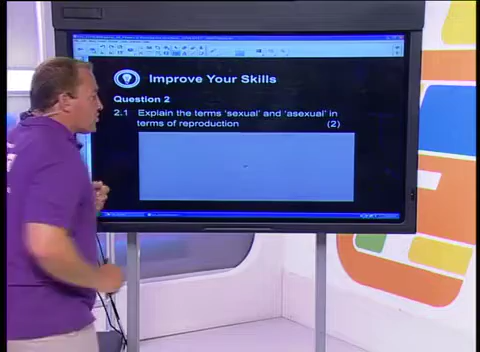 Improve Your Skills
Question 2
2.1 Explain the terms 'sexual' and 'asexual' in
terms of reproduction (2)